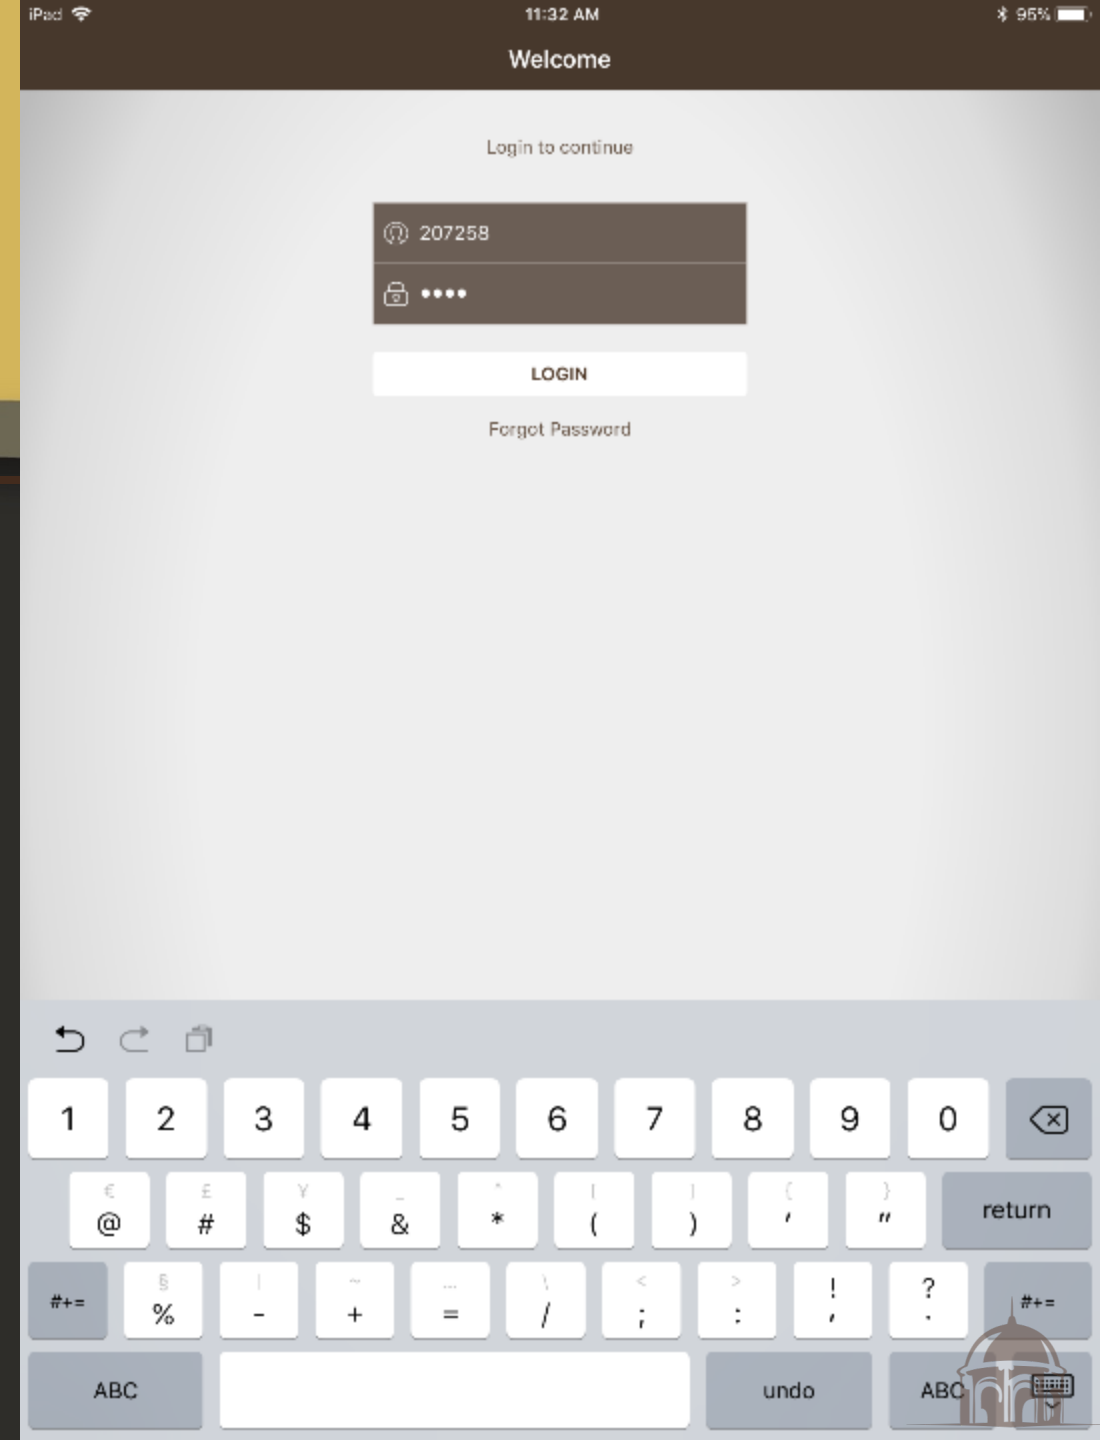 iPad 11:32 AM 95%
Welcome
Login to continue
207258
••••
LOGIN
Forgot Password
1 2 3 4 5 6 7 8 9 0
€ £ ¥ _ ^ [ ] { }
@ # $ & * ( ) ' " return
§ | ~ … \ < > ! ?
#+= % - + = / ; : , . #+=
ABC undo ABC